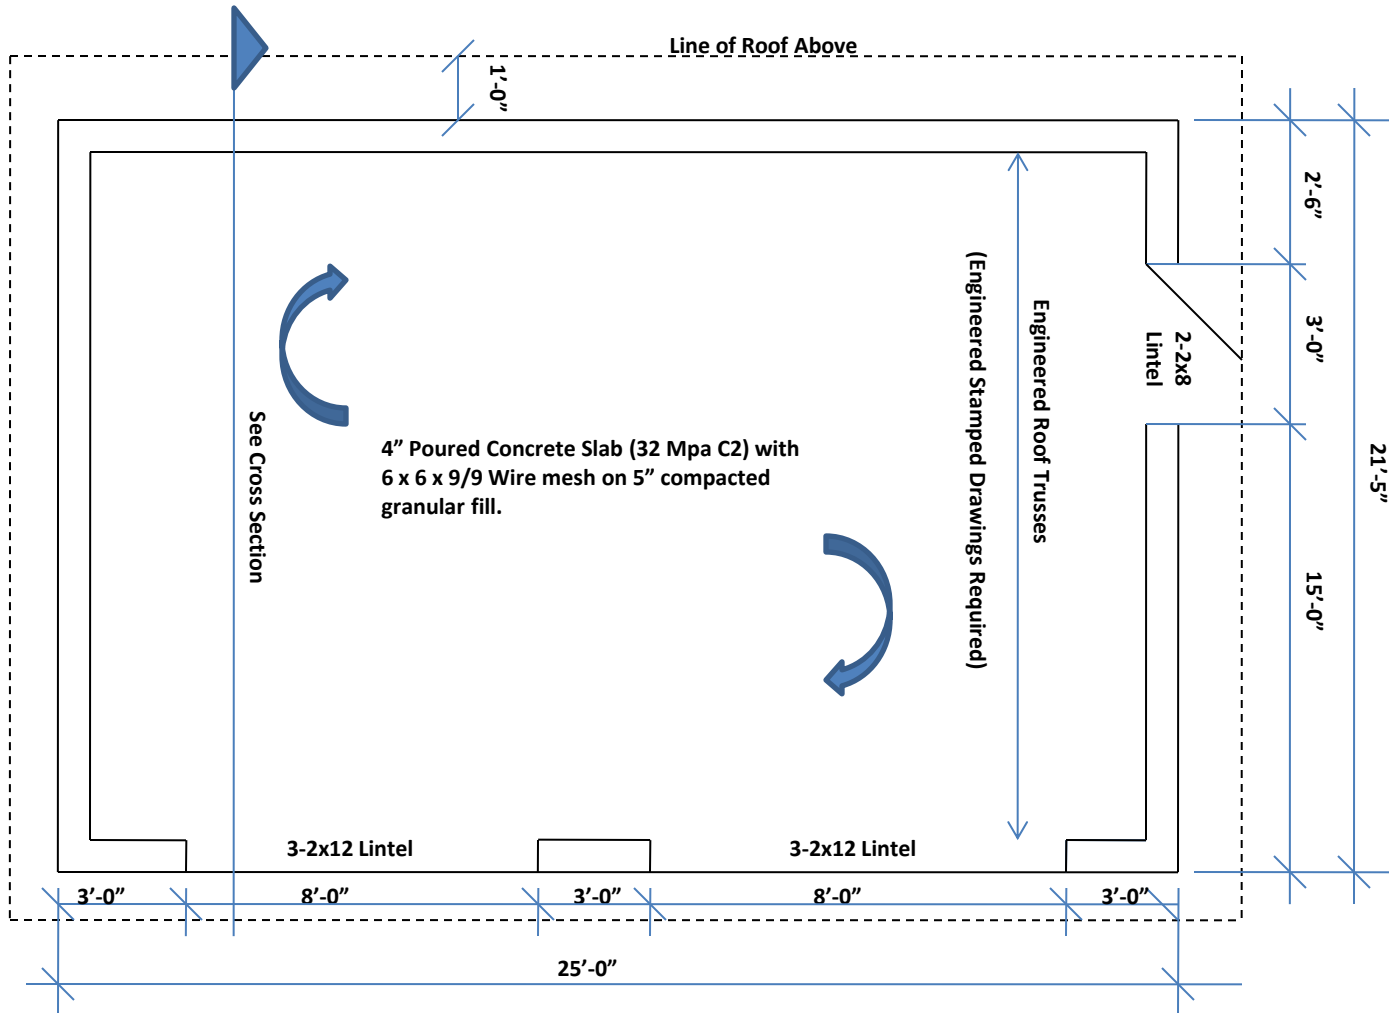 Line of Roof Above
1’-0”
2’-6”
3’-0”
2-2x8
Lintel
21’-5”
15’-0”
Engineered Roof Trusses
(Engineered Stamped Drawings Required)
See Cross Section
4” Poured Concrete Slab (32 Mpa C2) with
6 x 6 x 9/9 Wire mesh on 5” compacted
granular fill.
3-2x12 Lintel
3-2x12 Lintel
3’-0”
8’-0”
3’-0”
8’-0”
3’-0”
25’-0”